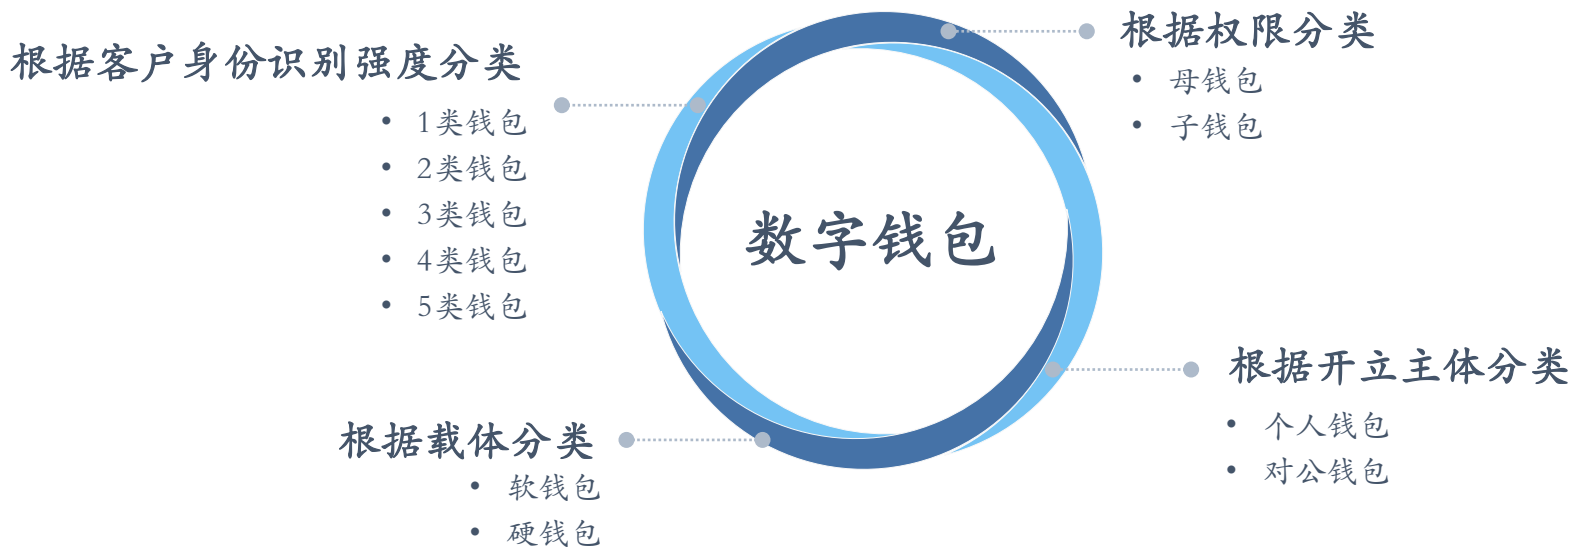 根据客户身份识别强度分类
• 1类钱包
• 2类钱包
• 3类钱包
• 4类钱包
• 5类钱包
根据权限分类
• 母钱包
• 子钱包
数字钱包
根据开立主体分类
• 个人钱包
• 对公钱包
根据载体分类
• 软钱包
• 硬钱包